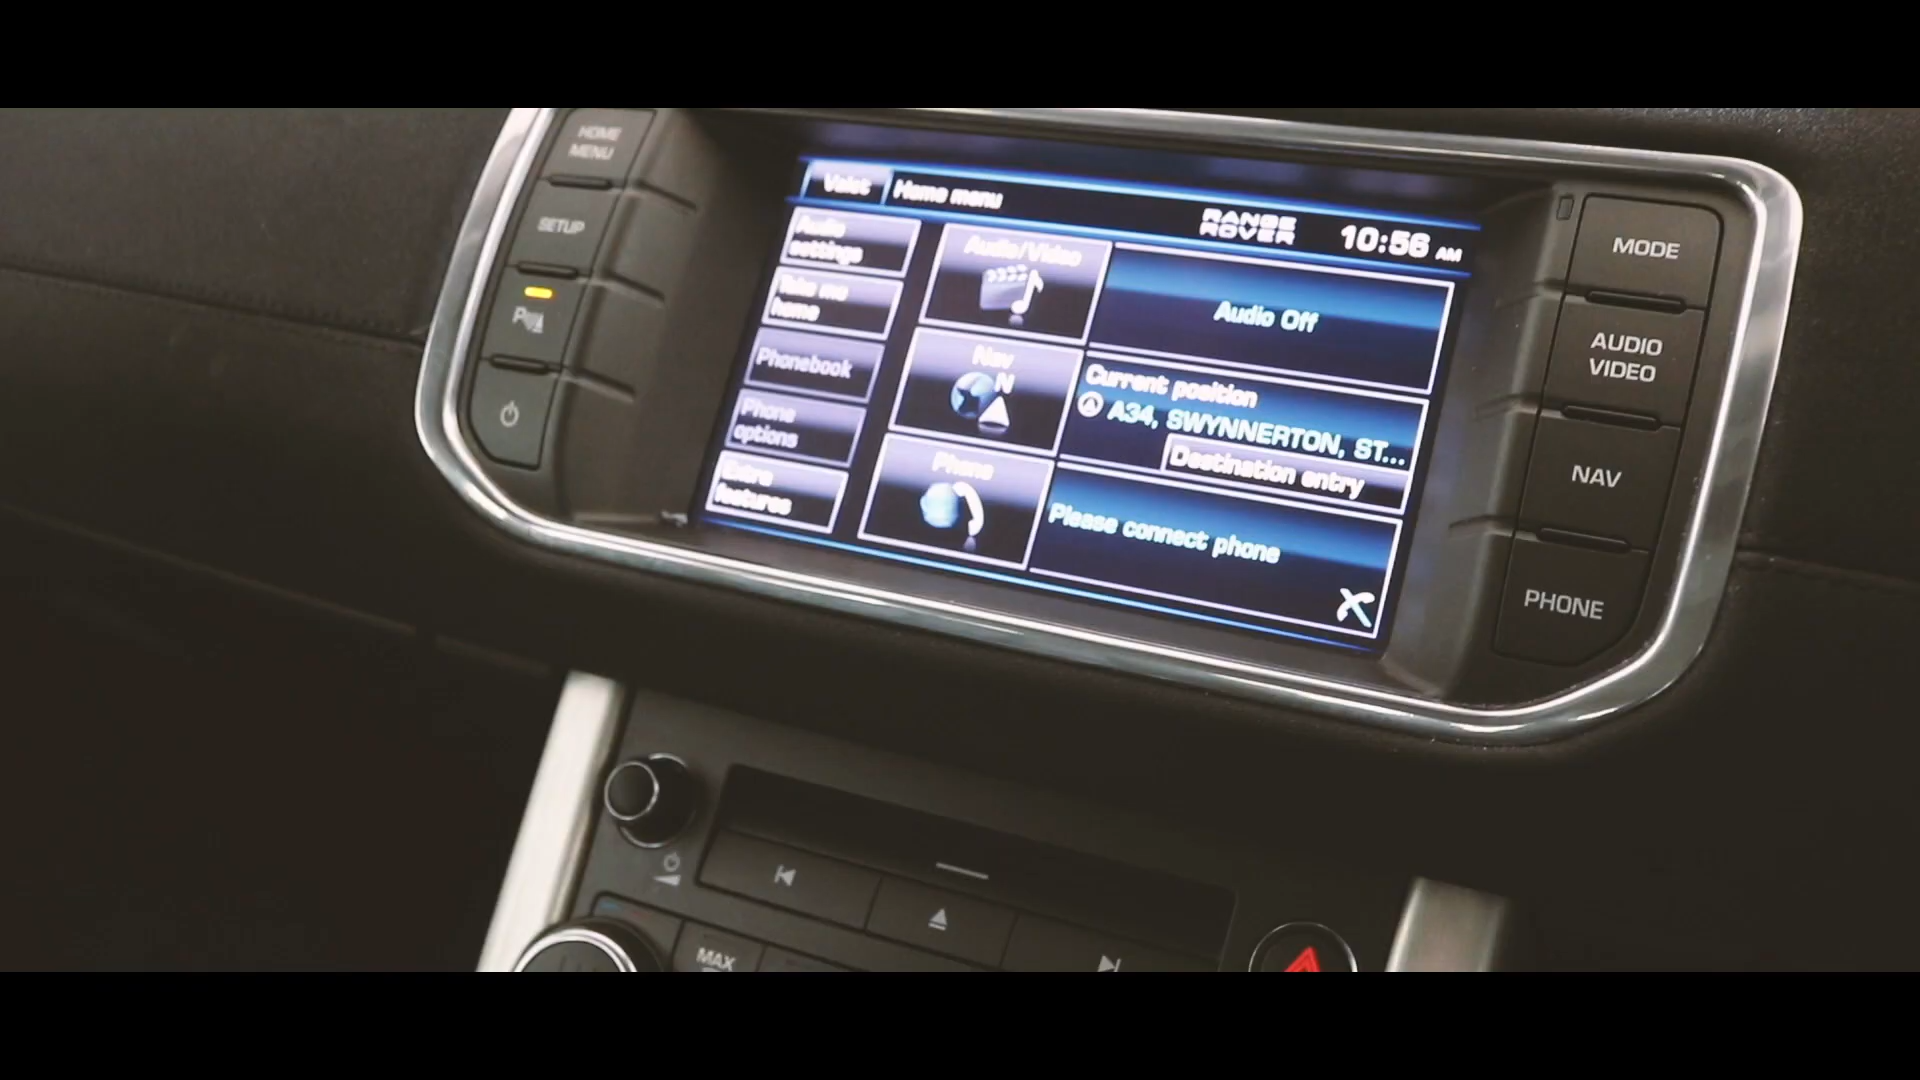 HOME
MENU
SETUP
Valet
Home menu
RANGE
ROVER
10:56 AM
Audio
settings
Take me
home
Phonebook
Phone
options
Extra
features
Audio/Video
Audio Off
Nav
N
Current position
A34, SWYNNERTON, ST...
Destination entry
Phone
Please connect phone
MODE
AUDIO
VIDEO
NAV
PHONE
MAX